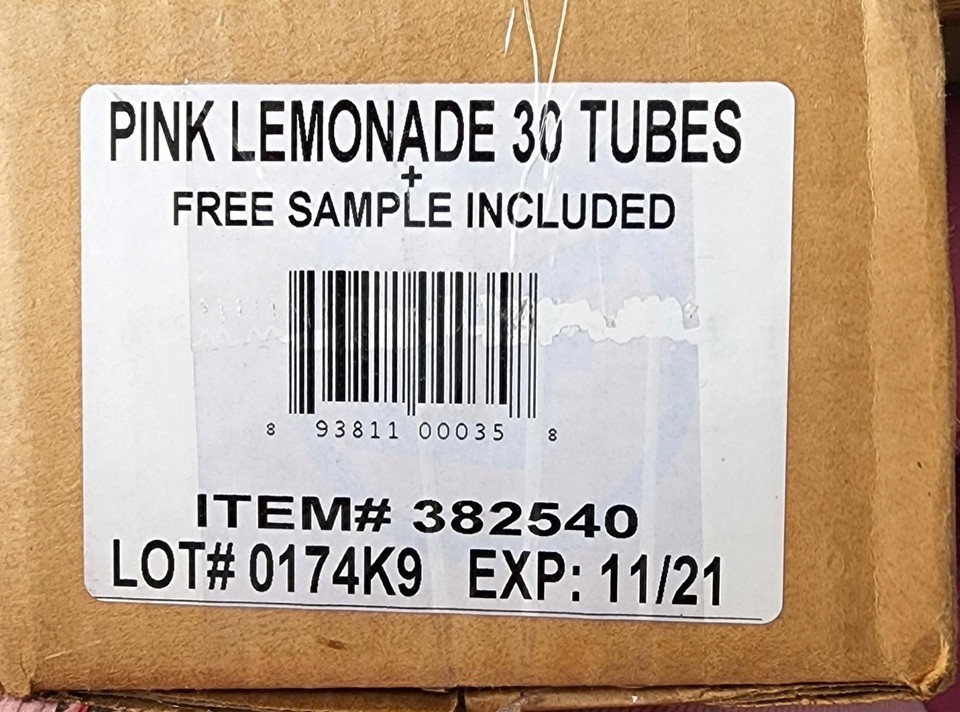 PINK LEMONADE 30 TUBES
+
FREE SAMPLE INCLUDED
8 93811 00035 8
ITEM# 382540
LOT# 0174K9 EXP: 11/21